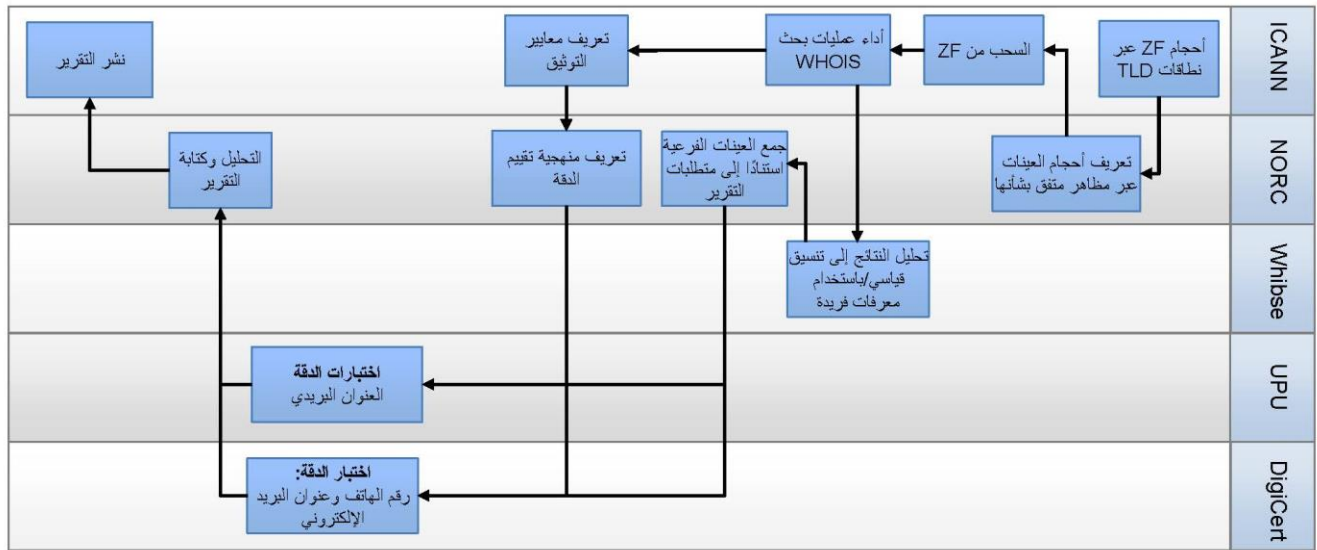 ICANN
أحجام ZF عبر
نطاقات TLD
السحب من ZF
أداء عمليات بحث
WHOIS
تعريف معايير
التوثيق
نشر التقرير
NORC
تعريف أحجام العينات
عبر مظاهر متفق بشأنها
جمع العينات الفرعية
استنادًا إلى متطلبات
التقرير
تعريف منهجية تقييم
الدقة
التحليل وكتابة
التقرير
Whibse
تحليل النتائج إلى تنسيق
قياسي/باستخدام
معرفات فريدة
UPU
اختبارات الدقة
العنوان البريدي
DigiCert
اختبار الدقة:
رقم الهاتف وعنوان البريد
الإلكتروني